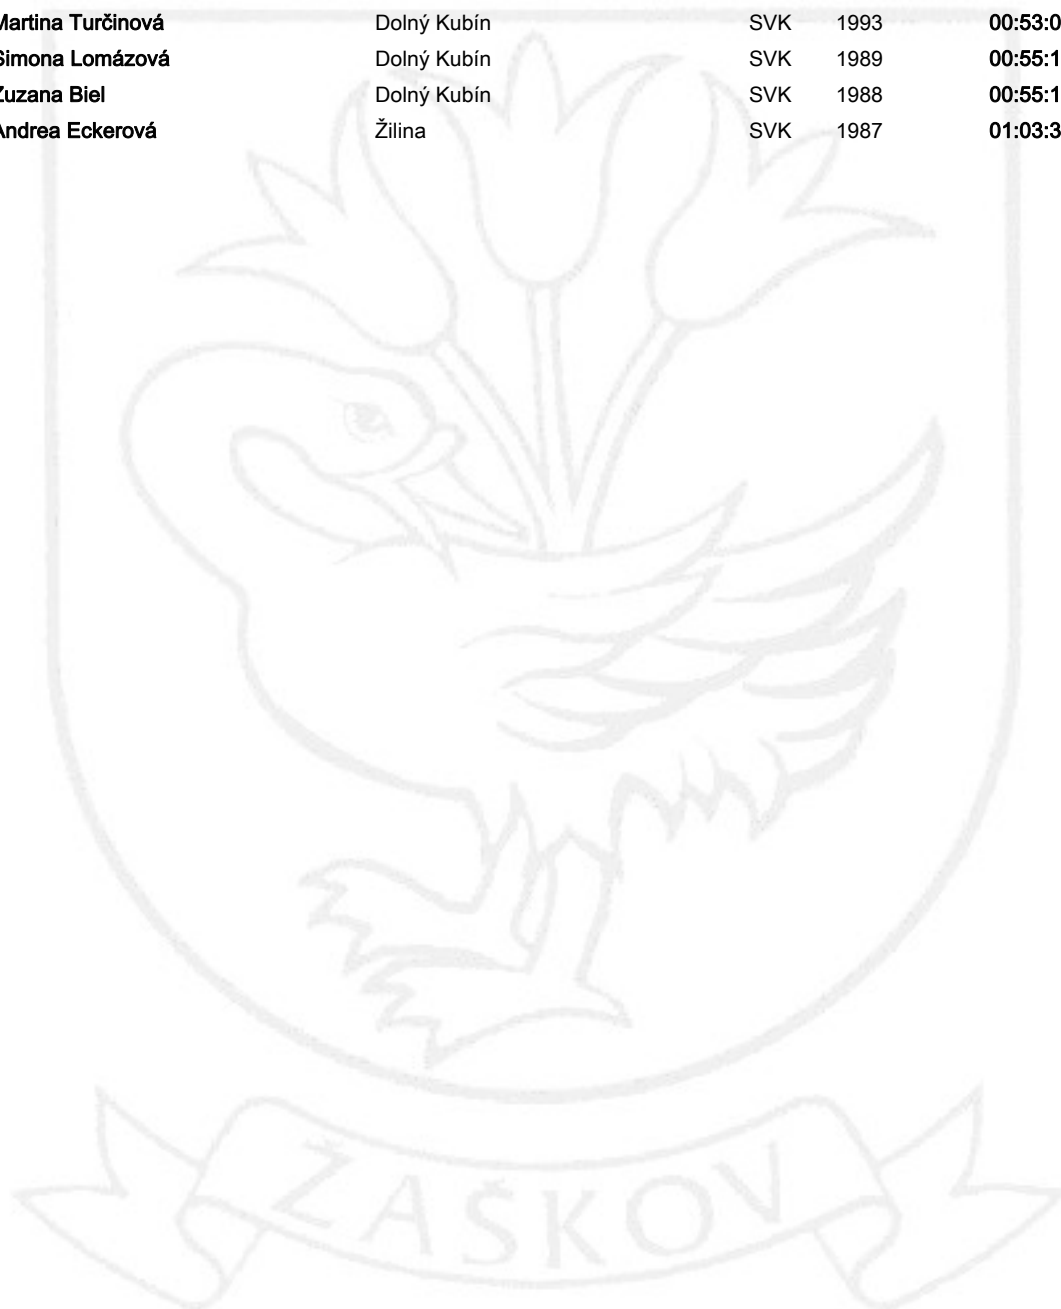 Martina Turčinová Dolný Kubín SVK 1993 00:53:0
Simona Lomázová Dolný Kubín SVK 1989 00:55:1
Zuzana Biel Dolný Kubín SVK 1988 00:55:1
Andrea Eckerová Žilina SVK 1987 01:03:3
ŽAŠKOV